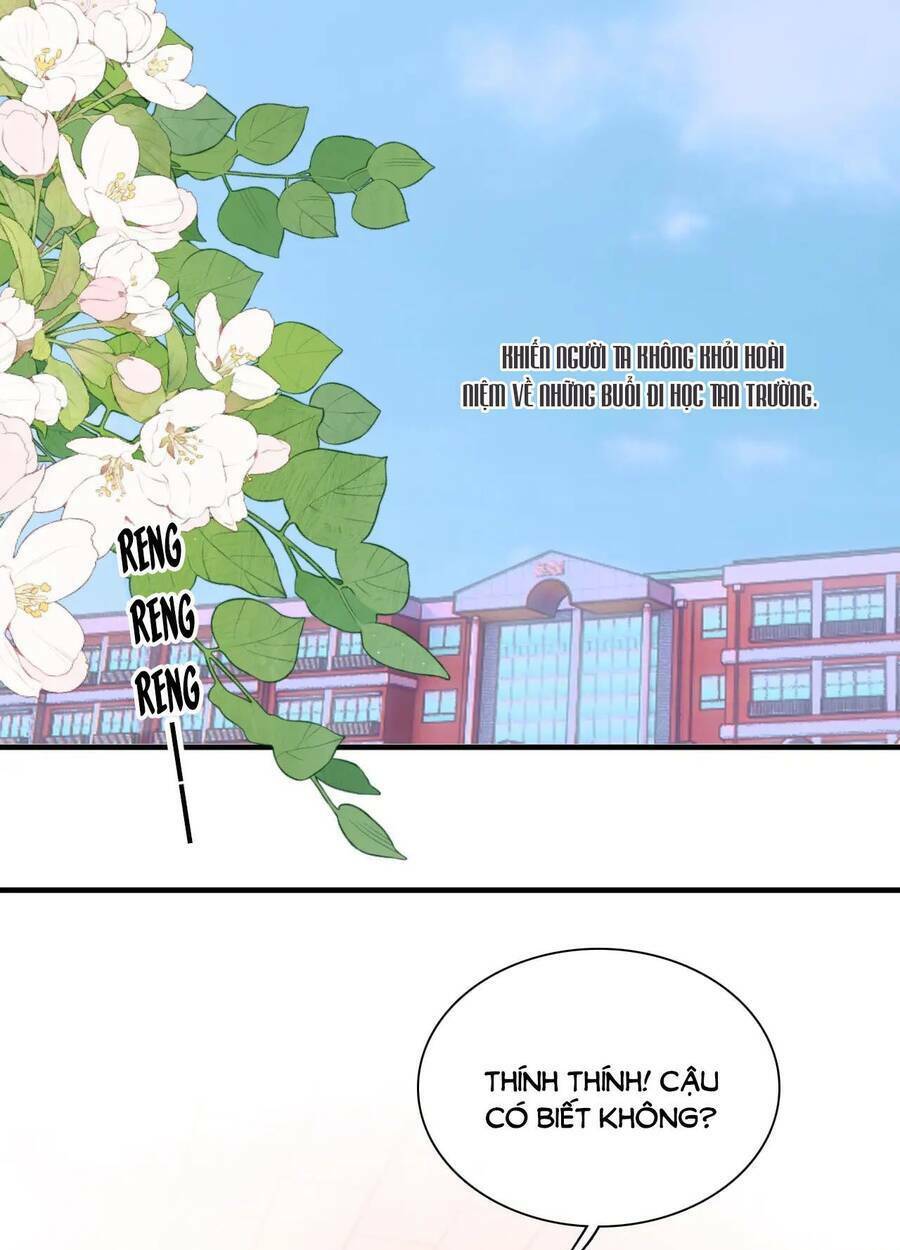 KHIẾN NGƯỜI TA KHÔNG KHỎI HOÀI
NIỆM VỀ NHỮNG BUỔI ĐI HỌC TAN TRƯỜNG.
RENG
RENG
RENG
THÍNH THÍNH! CẬU
CÓ BIẾT KHÔNG?